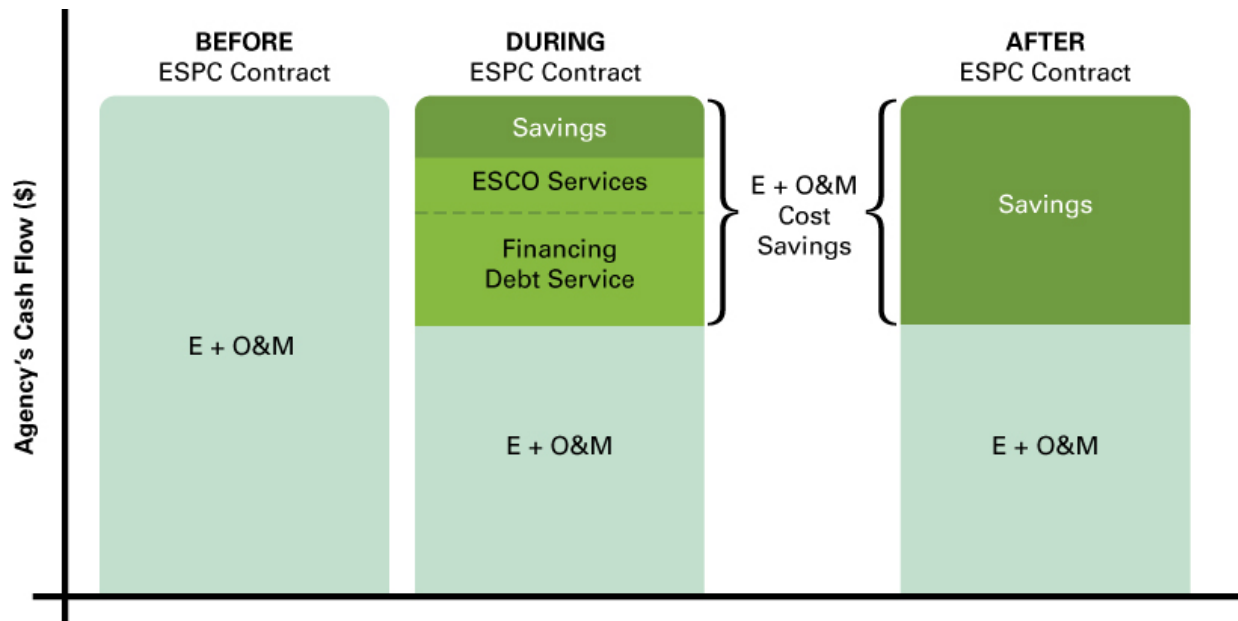 BEFORE
ESPC Contract
DURING
ESPC Contract
AFTER
ESPC Contract
Agency's Cash Flow ($)
E + O&M
Savings
ESCO Services
Financing
Debt Service
E + O&M
E + O&M
Cost
Savings
Savings
E + O&M